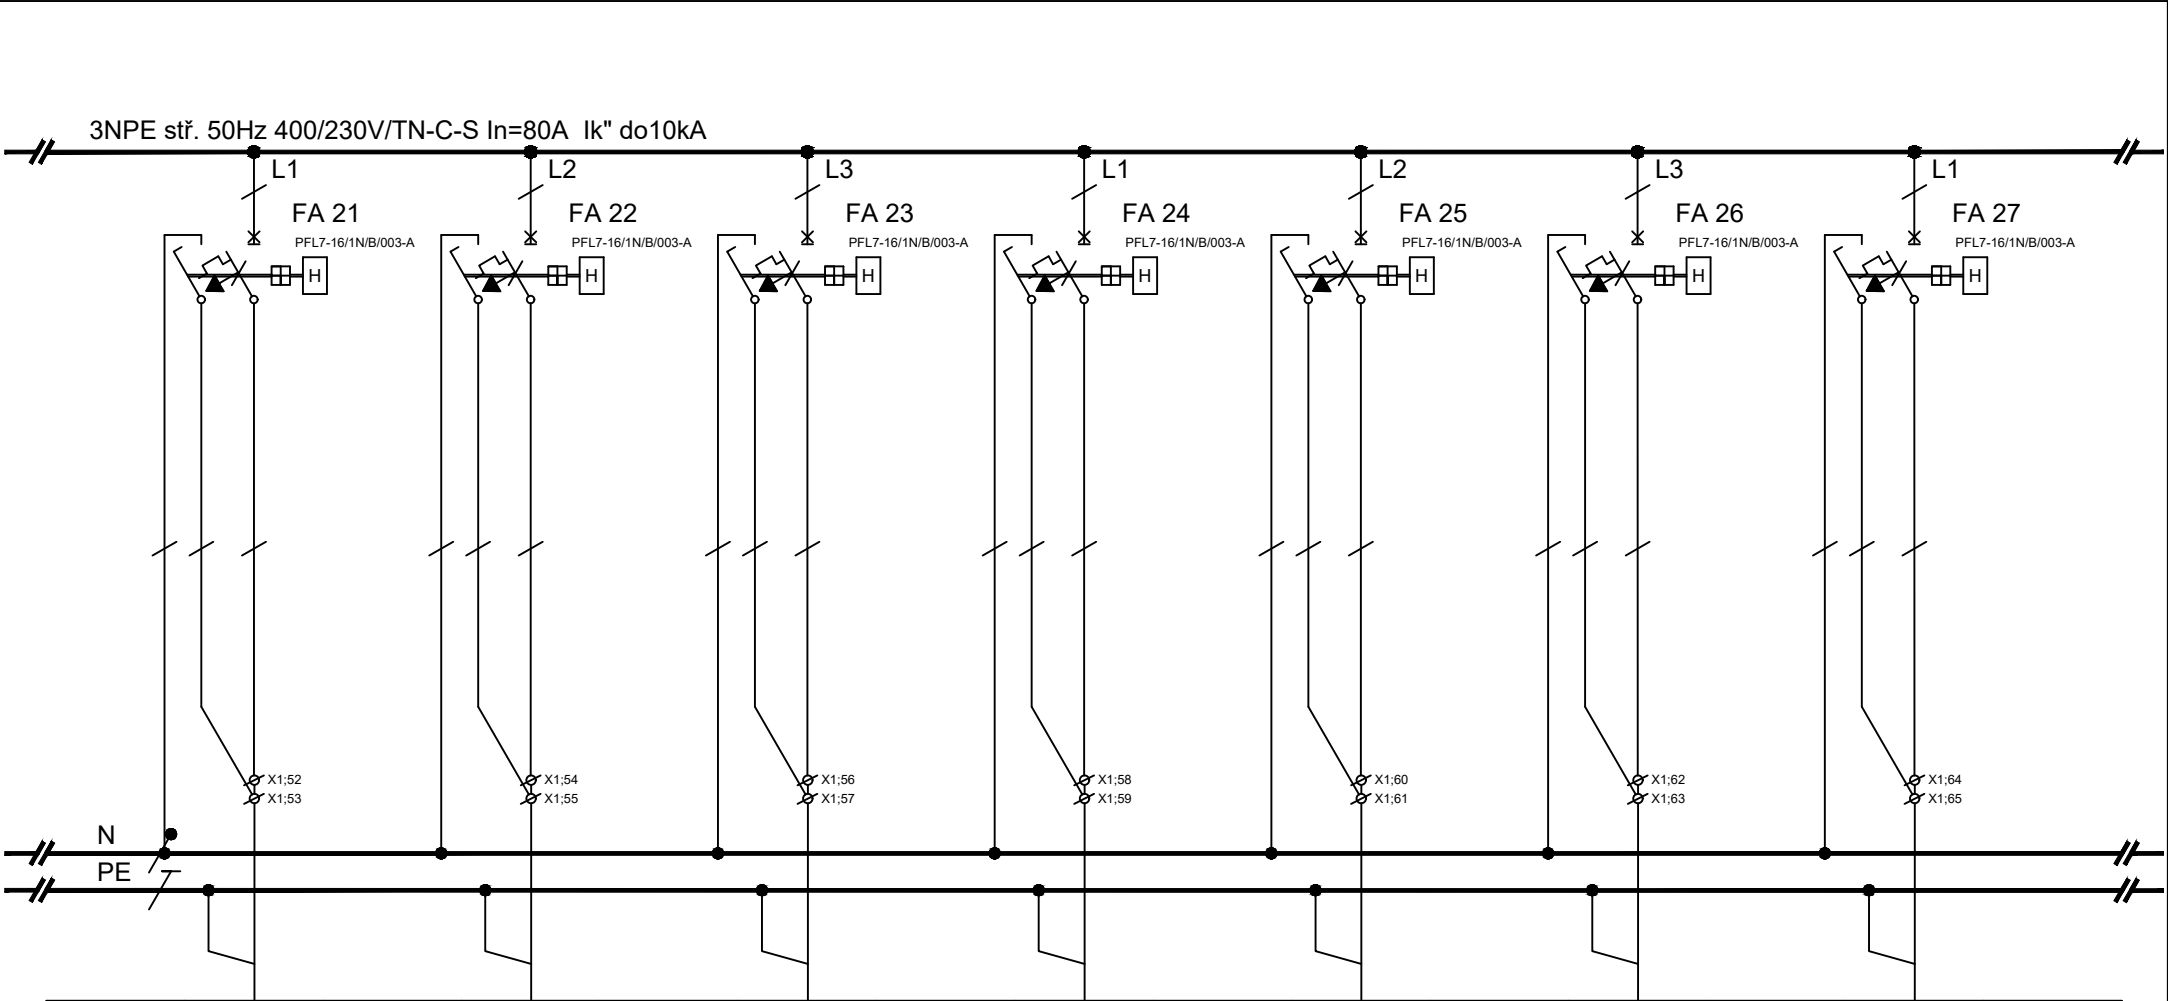 3NPE stř. 50Hz 400/230V/TN-C-S In=80A Ik" do10kA
L1 L2 L3 L1 L2 L3 L1
FA 21 FA 22 FA 23 FA 24 FA 25 FA 26 FA 27
PFL7-16/1N/B/003-A PFL7-16/1N/B/003-A PFL7-16/1N/B/003-A PFL7-16/1N/B/003-A PFL7-16/1N/B/003-A PFL7-16/1N/B/003-A PFL7-16/1N/B/003-A
H H H H H H H
X1;52 X1;54 X1;56 X1;58 X1;60 X1;62 X1;64
X1;53 X1;55 X1;57 X1;59 X1;61 X1;63 X1;65
N
PE